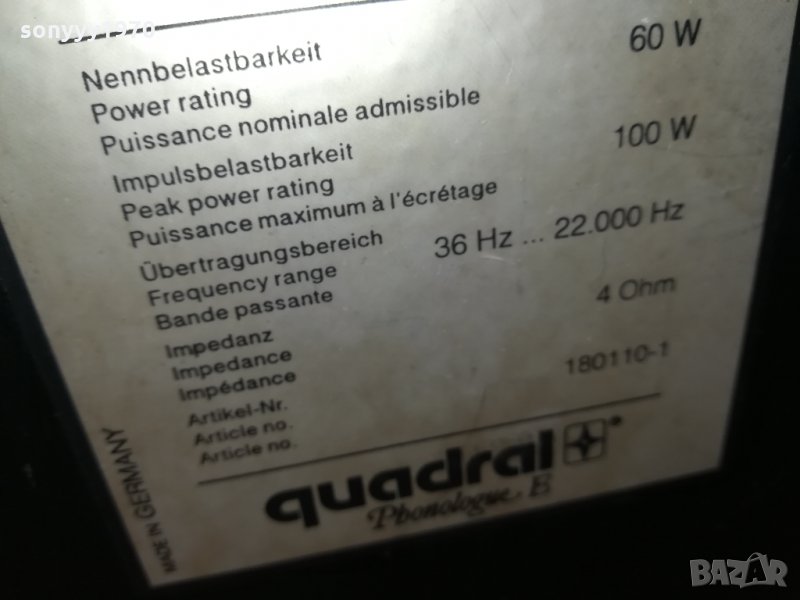 sonyyy1970
Nennbelastbarkeit 60 W
Power rating
Puissance nominale admissible
Impulsbelastbarkeit 100 W
Peak power rating
Puissance maximum à l'écrêtage
Übertragungsbereich 36 Hz ... 22.000 Hz
Frequency range
Bande passante
Impedanz 4 Ohm
Impedance
Impédance
Artikel-Nr. 180110-1
Article no.
Article no.
MADE IN GERMANY
quadral
Phonologue E
BAZAR